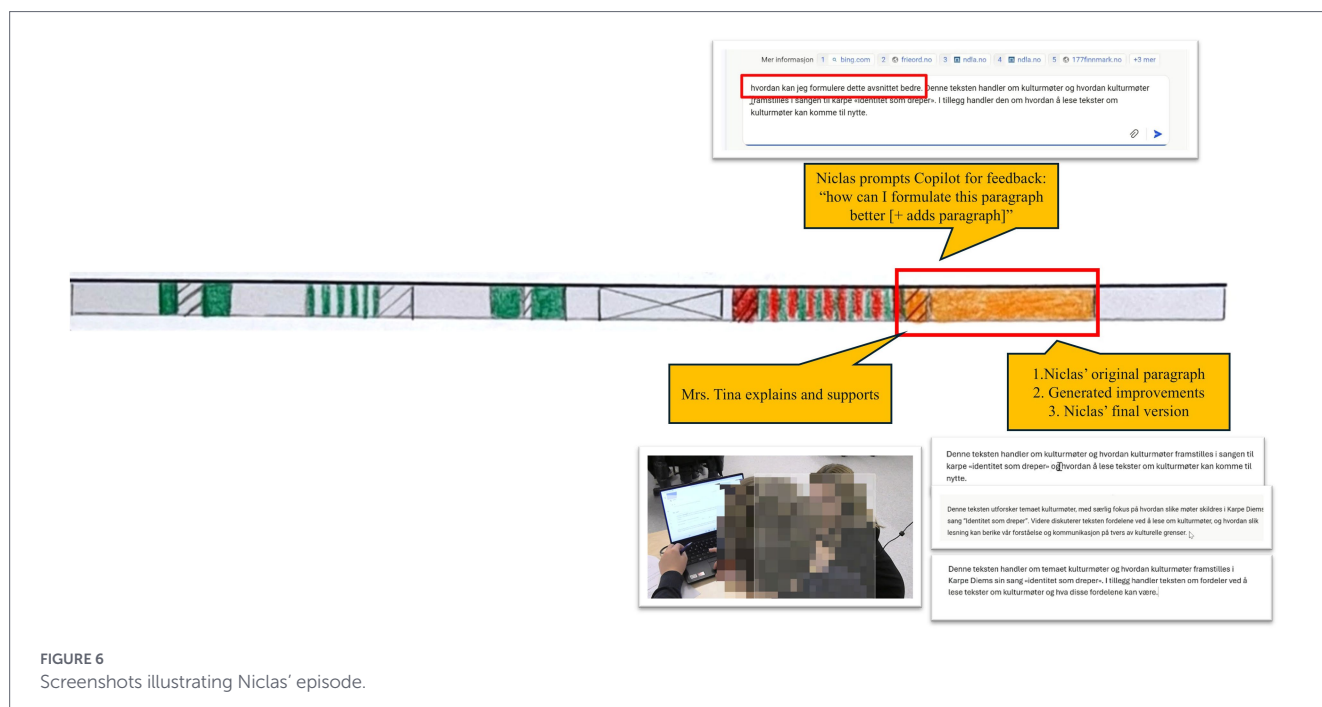 Mer informasjon 1 bing.com 2 frieord.no 3 ndla.no 4 ndla.no 5 177finnmark.no +3 mer
hvordan kan jeg formulere dette avsnittet bedre. Denne teksten handler om kulturmøter og hvordan kulturmøter
framstilles i sangen til karpe «identitet som dreper». I tillegg handler den om hvordan å lese tekster om
kulturmøter kan komme til nytte.
Niclas prompts Copilot for feedback:
“how can I formulate this paragraph
better [+ adds paragraph]”
Mrs. Tina explains and supports
1.Niclas’ original paragraph
2. Generated improvements
3. Niclas’ final version
Denne teksten handler om kulturmøter og hvordan kulturmøter framstilles i sangen til
karpe «identitet som dreper» og hvordan å lese tekster om kulturmøter kan komme til
nytte.
Denne teksten utforsker temaet kulturmøter, med særlig fokus på hvordan slike møter skildres i Karpe Diems
sang "Identitet som dreper". Videre diskuterer teksten fordelene ved å lese om kulturmøter, og hvordan slik
lesning kan berike vår forståelse og kommunikasjon på tvers av kulturelle grenser.
Denne teksten handler om temaet kulturmøter og hvordan kulturmøter framstilles i
Karpe Diems sin sang «identitet som dreper». I tillegg handler teksten om fordeler ved å
lese tekster om kulturmøter og hva disse fordelene kan være.
FIGURE 6
Screenshots illustrating Niclas’ episode.